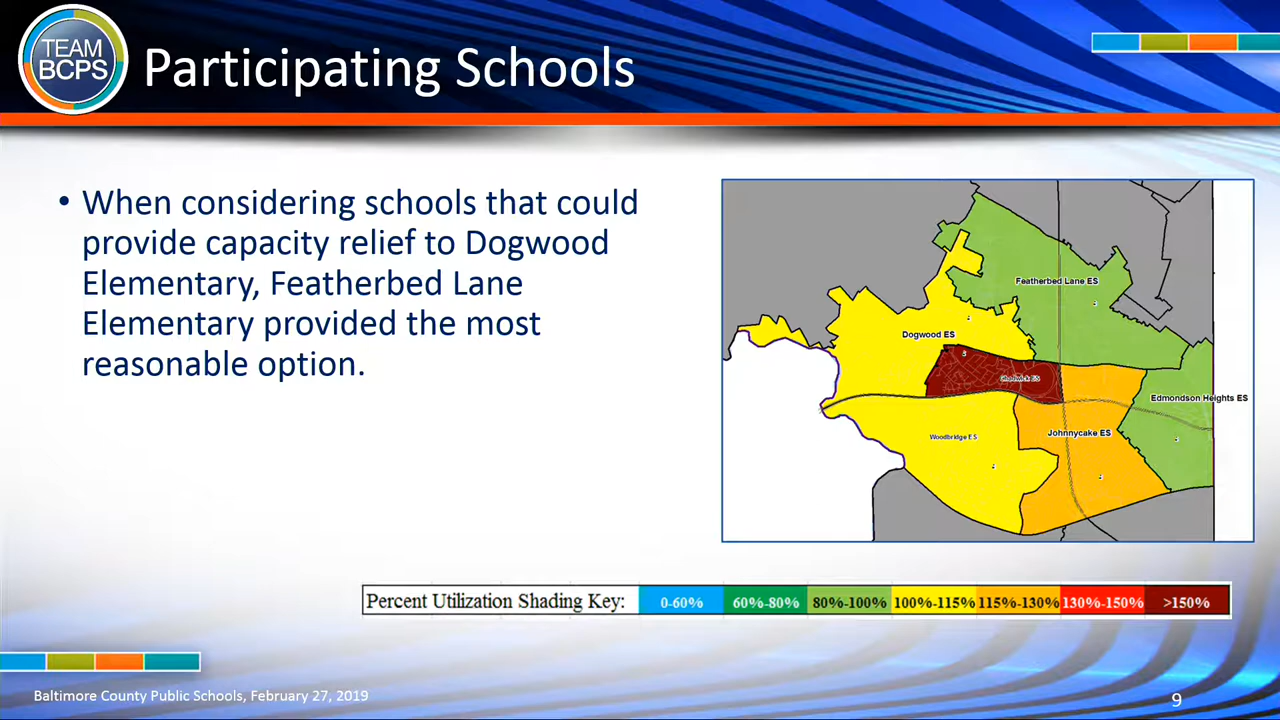 TEAM
BCPS
Participating Schools
• When considering schools that could
provide capacity relief to Dogwood
Elementary, Featherbed Lane
Elementary provided the most
reasonable option.
Featherbed Lane ES
Dogwood ES
Chadwick ES
Edmondson Heights ES
Johnnycake ES
Woodbridge ES
Percent Utilization Shading Key: 0-60% 60%-80% 80%-100% 100%-115% 115%-130% 130%-150% >150%
Baltimore County Public Schools, February 27, 2019
9